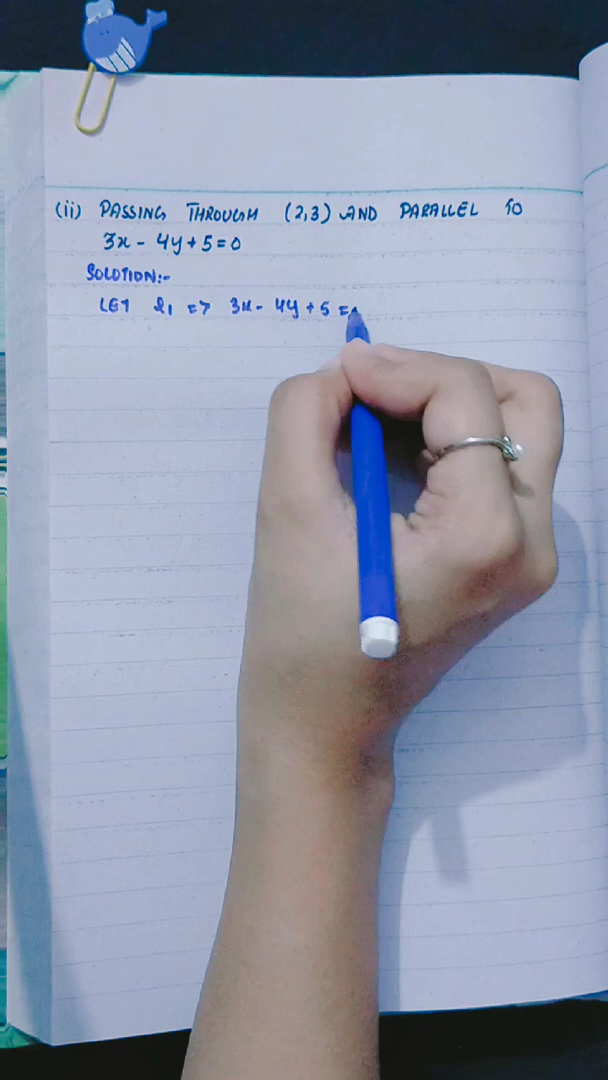 (ii) PASSING THROUGH (2,3) AND PARALLEL TO
3x - 4y + 5 = 0
SOLUTION:-
LET l₁ => 3x - 4y + 5 =